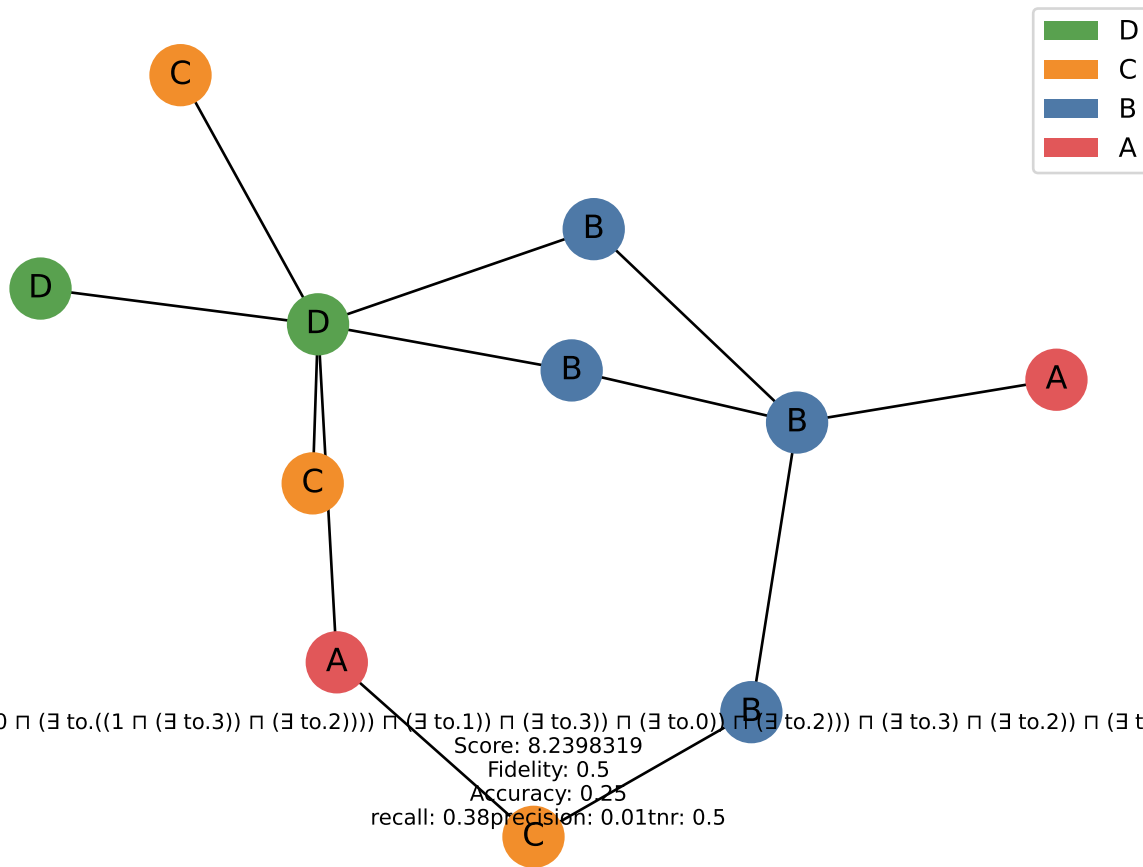 D
C
C
B
A
B
D
D
B
A
B
C
A
B
0 ⊓ (∃ to.((1 ⊓ (∃ to.3)) ⊓ (∃ to.2)))) ⊓ (∃ to.1)) ⊓ (∃ to.3)) ⊓ (∃ to.0)) ⊓ (∃ to.2))) ⊓ (∃ to.3) ⊓ (∃ to.2)) ⊓ (∃ t
Score: 8.2398319
Fidelity: 0.5
Accuracy: 0.25
recall: 0.38precision: 0.01tnr: 0.5
C